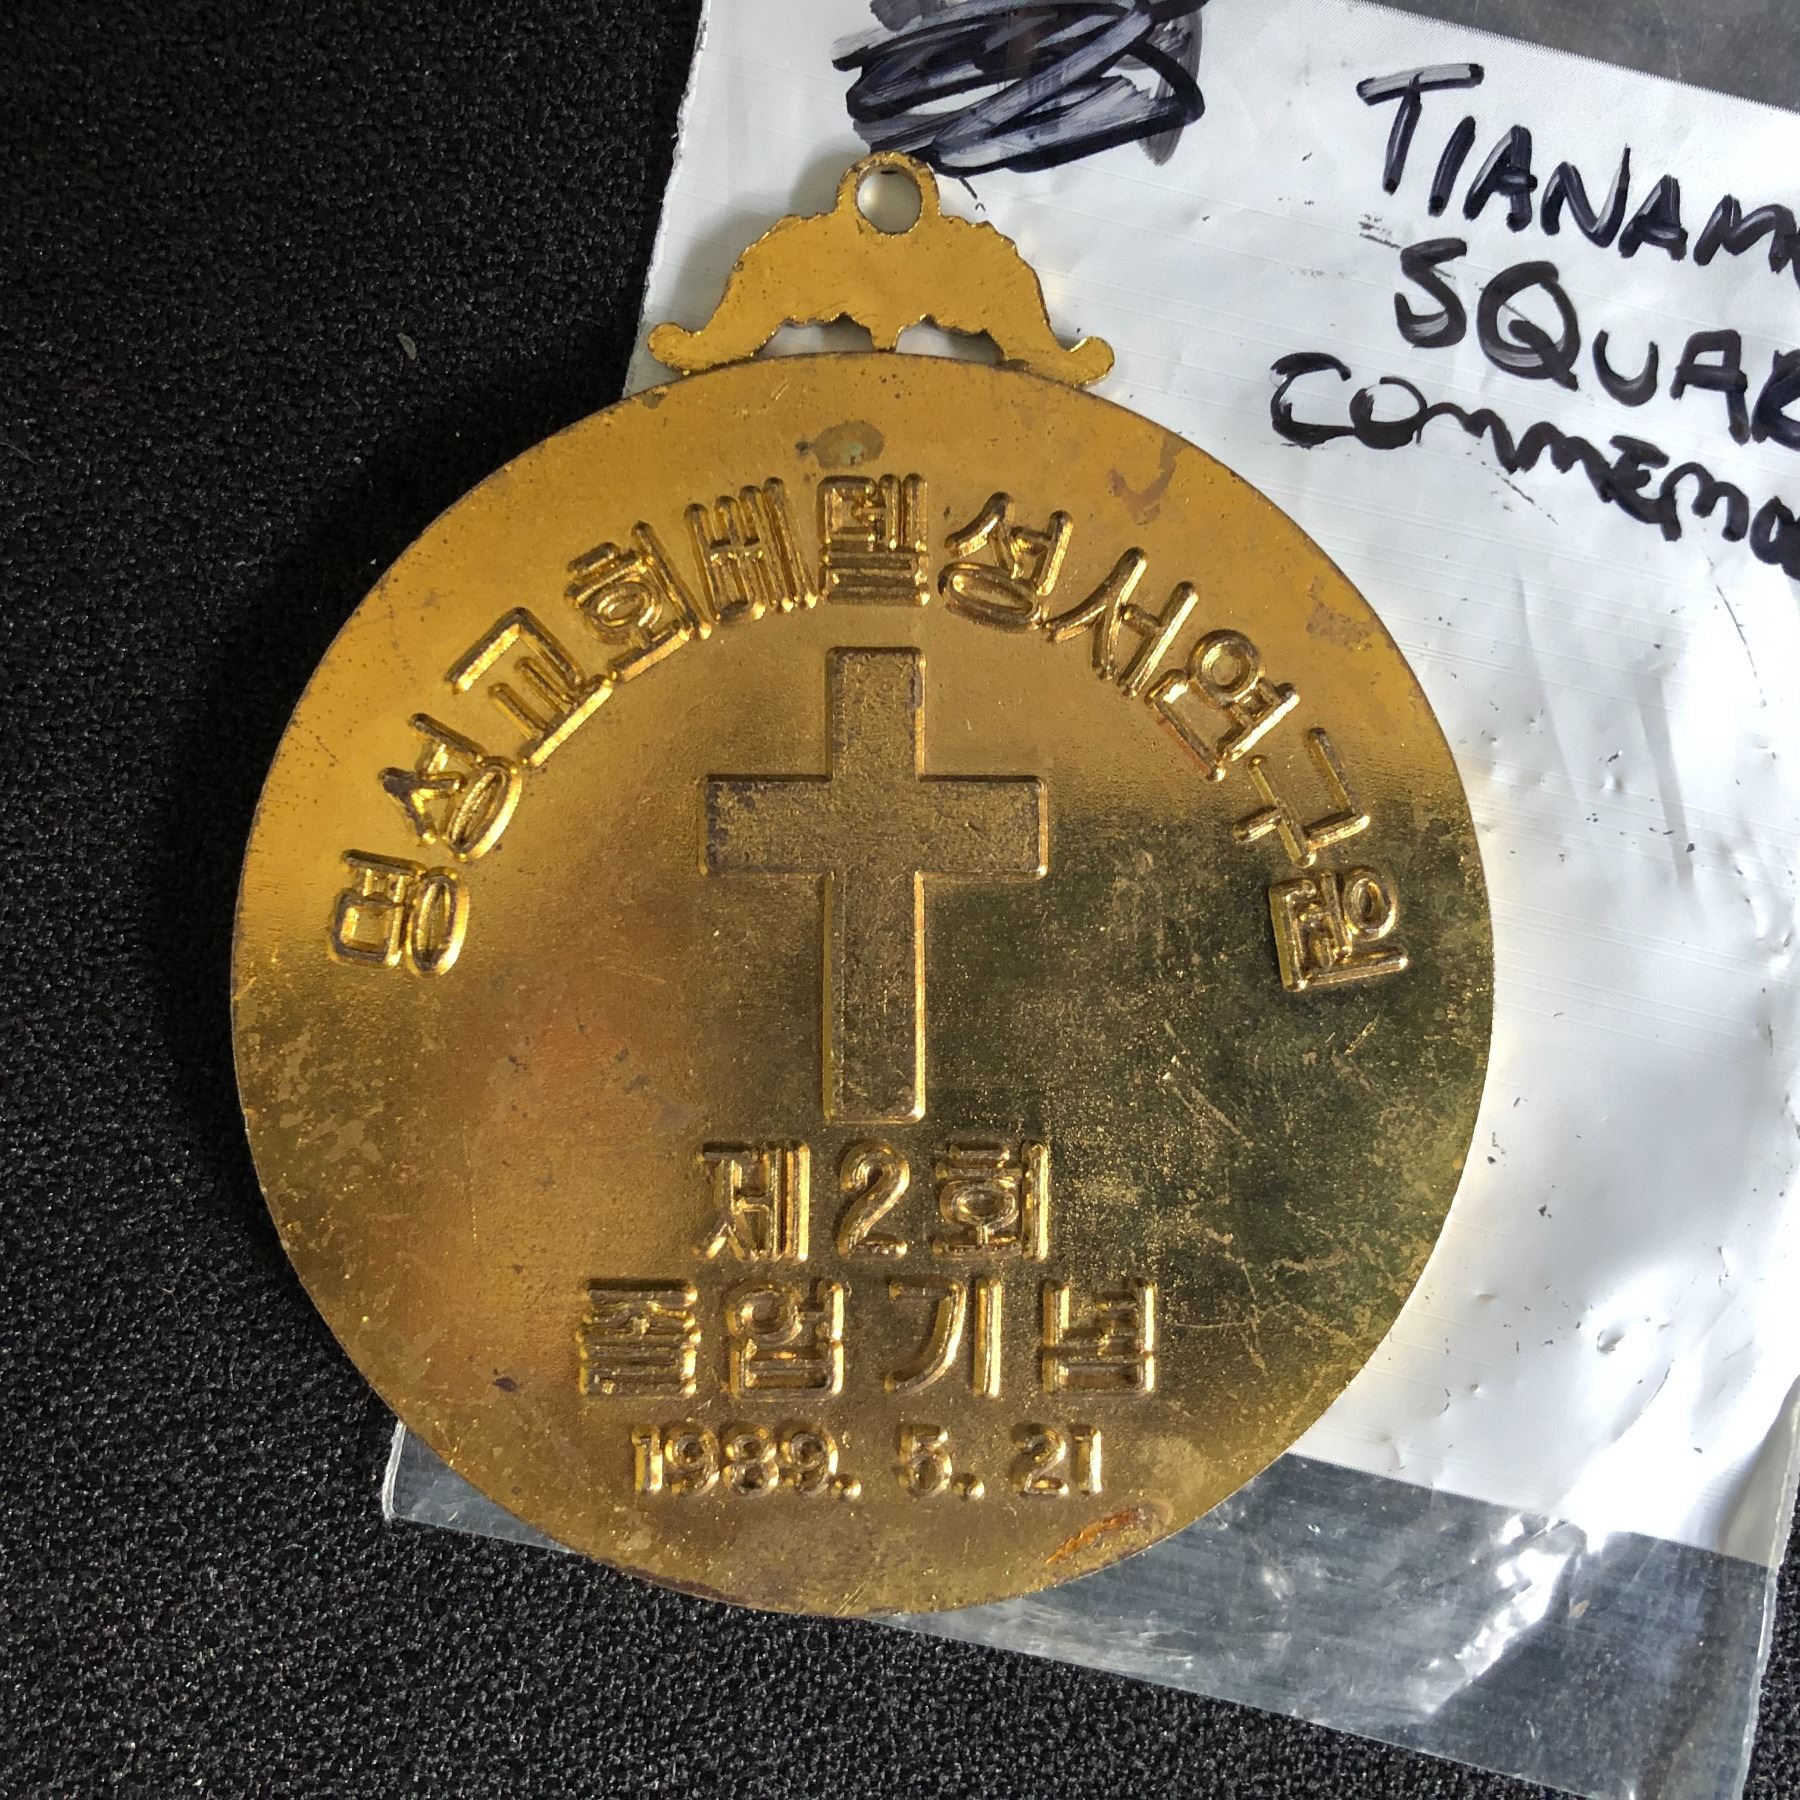 TIANAM
SQUAR
COMMEMO
명성교회베델성서연구원
제2회
졸업기념
1989. 5. 21